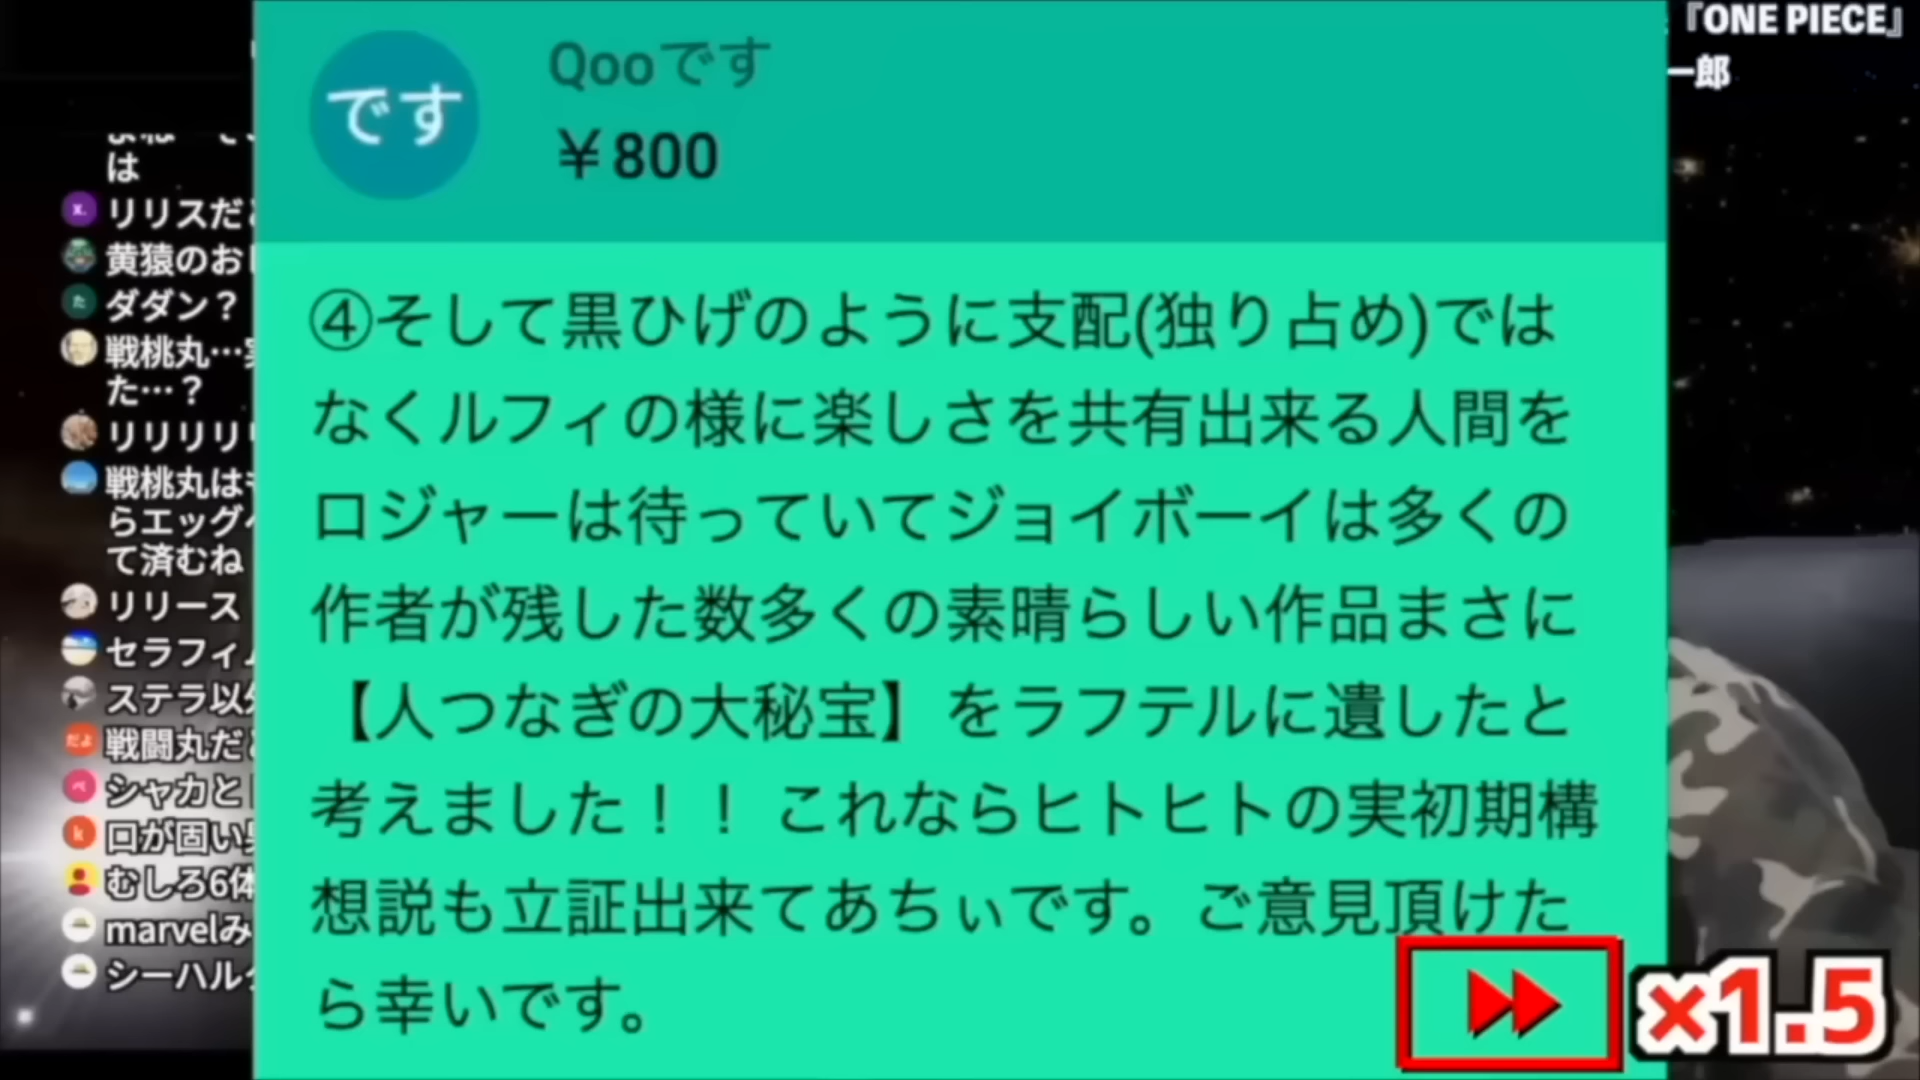 『ONE PIECE』
一郎
です
Qooです
￥800
④そして黒ひげのように支配(独り占め)では
なくルフィの様に楽しさを共有出来る人間を
ロジャーは待っていてジョイボーイは多くの
作者が残した数多くの素晴らしい作品まさに
【人つなぎの大秘宝】をラフテルに遺したと
考えました！！ これならヒトヒトの実初期構
想説も立証出来てあちぃです。ご意見頂けた
ら幸いです。
は
リリスだ
黄猿のお
ダダン？
戦桃丸…
た…？
リリリリ
戦桃丸は
らエッグ
て済むね
リリース
セラフィ
ステラ以
戦闘丸だ
シャカと
口が固い
むしろ6体
marvelみ
シーハル
×1.5